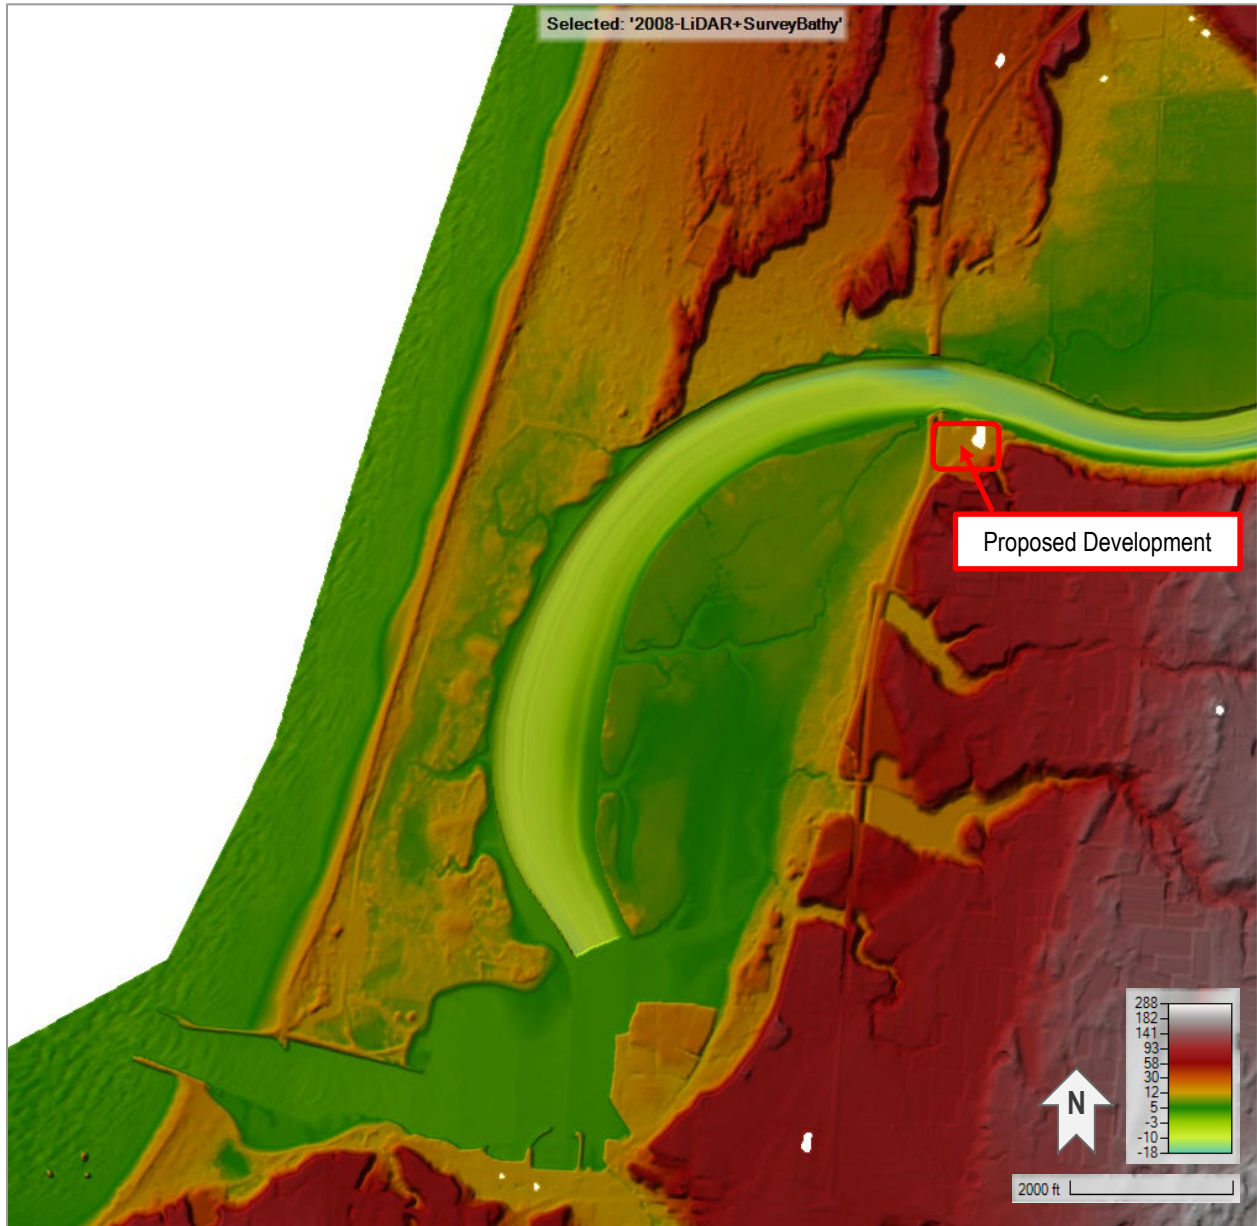 Selected: '2008-LiDAR+SurveyBathy'
Proposed Development
288
182
141
93
58
30
12
5
-3
-10
-18
N
2000 ft